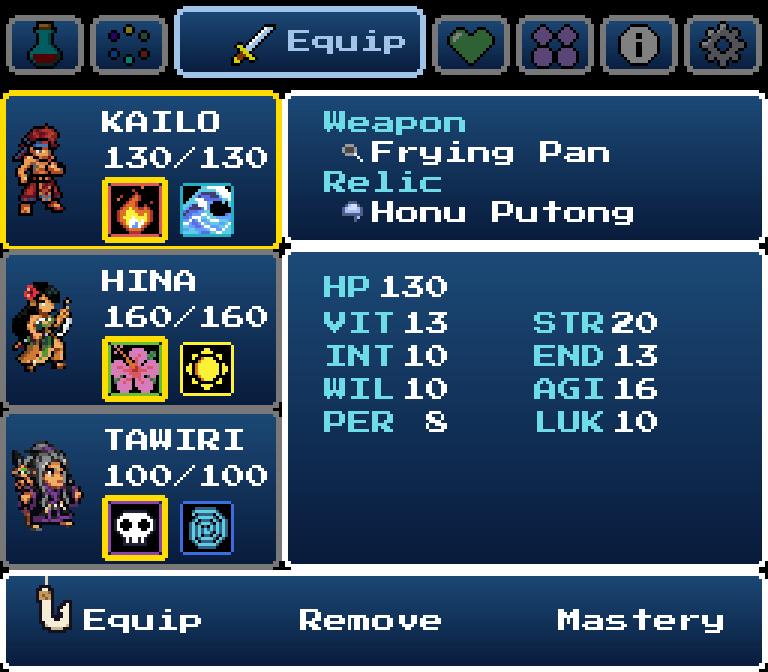 Equip
KAILO
130/130
HINA
160/160
TAWIRI
100/100
Weapon
Frying Pan
Relic
Honu Putong
HP 130
VIT 13 STR 20
INT 10 END 13
WIL 10 AGI 16
PER 8 LUK 10
Equip Remove Mastery